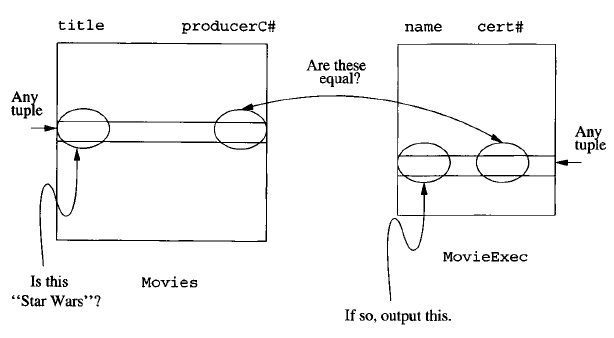 title producerC#
name cert#
Are these
equal?
Any
tuple
Any
tuple
Is this
‘‘Star Wars’’?
Movies
MovieExec
If so, output this.